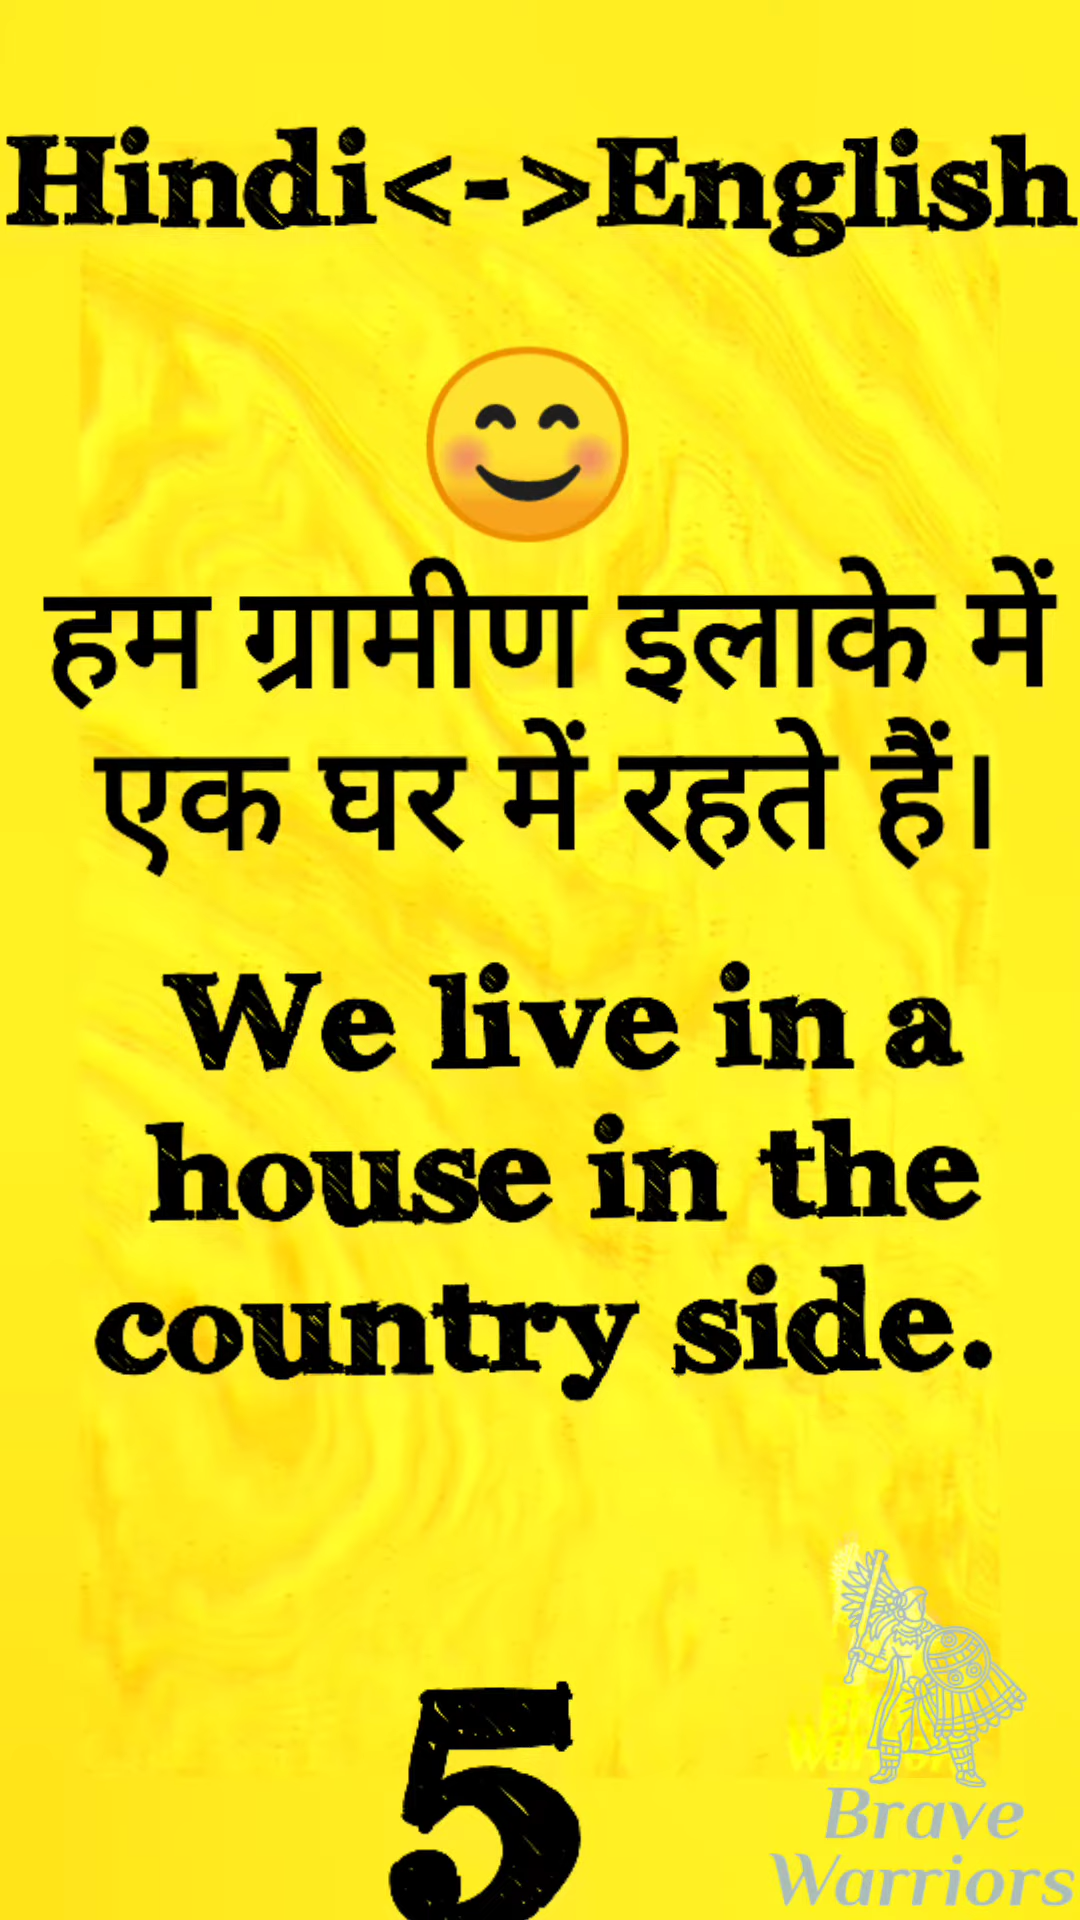 Hindi<->English
हम ग्रामीण इलाके में
एक घर में रहते हैं।
We live in a
house in the
country side.
5
Brave
Warriors